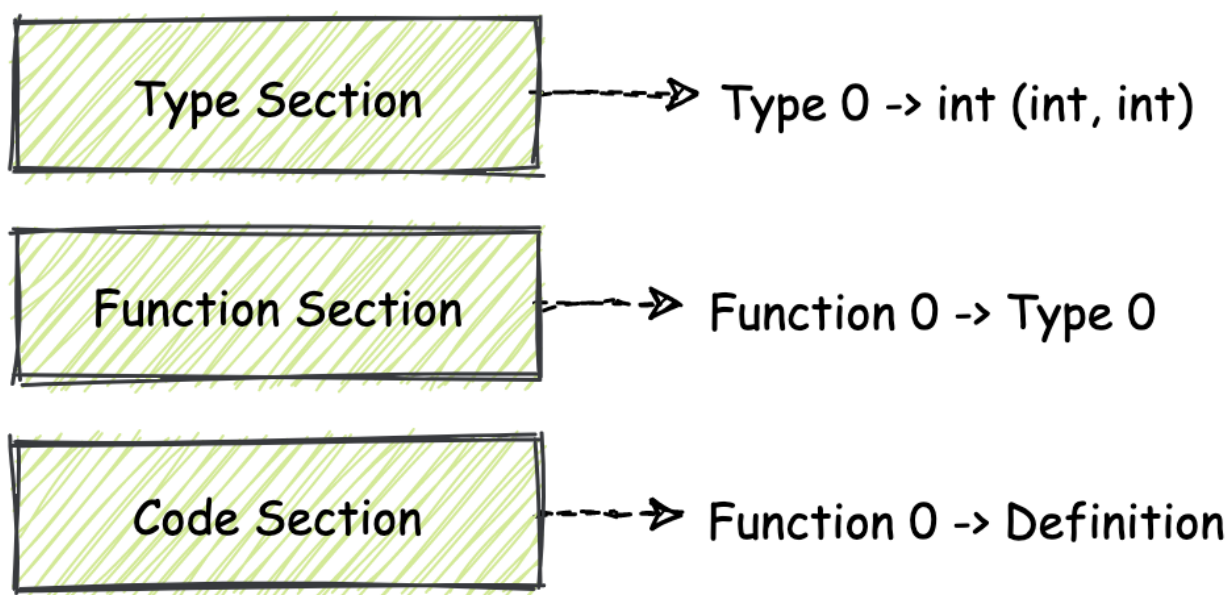 Type Section
Type 0 -> int (int, int)
Function Section
Function 0 -> Type 0
Code Section
Function 0 -> Definition